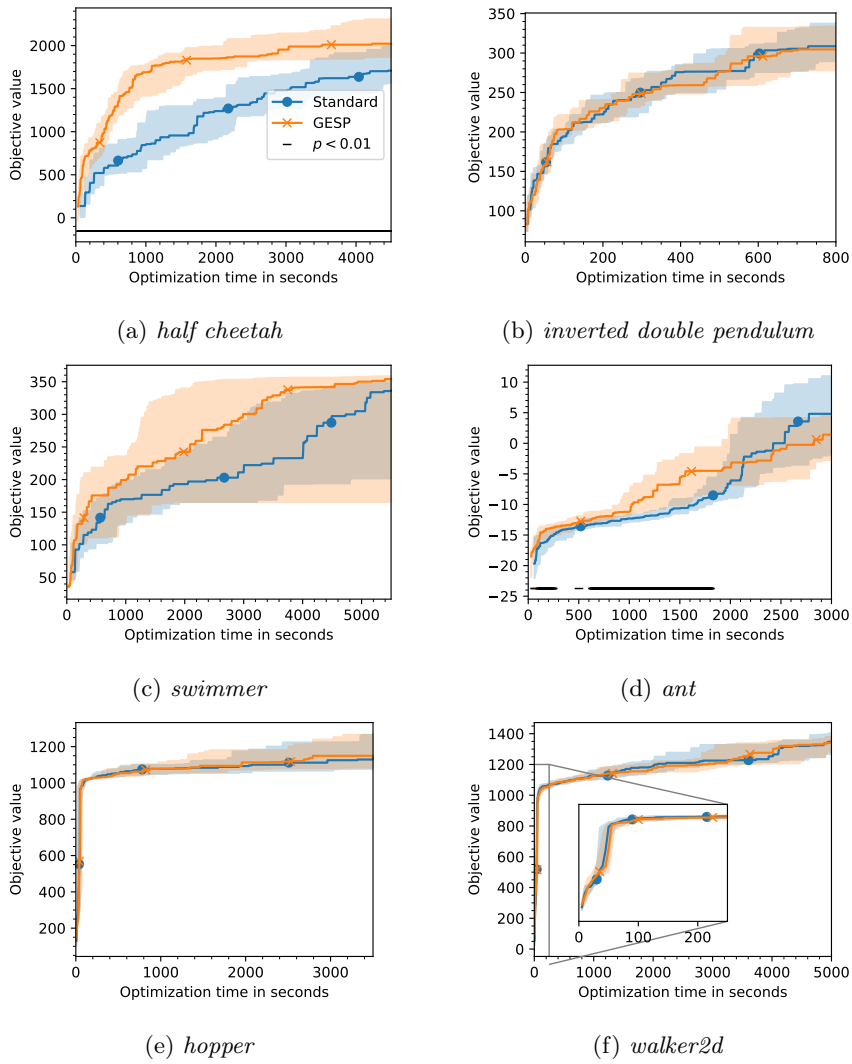 2000
1500
1000
500
0
Objective value
Standard
GESP
p < 0.01
0 1000 2000 3000 4000
Optimization time in seconds
(a) half cheetah
350
300
250
200
150
100
Objective value
0 200 400 600 800
Optimization time in seconds
(b) inverted double pendulum
350
300
250
200
150
100
50
Objective value
0 1000 2000 3000 4000 5000
Optimization time in seconds
(c) swimmer
10
5
0
−5
−10
−15
−20
−25
Objective value
0 500 1000 1500 2000 2500 3000
Optimization time in seconds
(d) ant
1200
1000
800
600
400
200
Objective value
0 1000 2000 3000
Optimization time in seconds
(e) hopper
1400
1200
1000
800
600
400
200
0
Objective value
0 100 200
0 1000 2000 3000 4000 5000
Optimization time in seconds
(f) walker2d